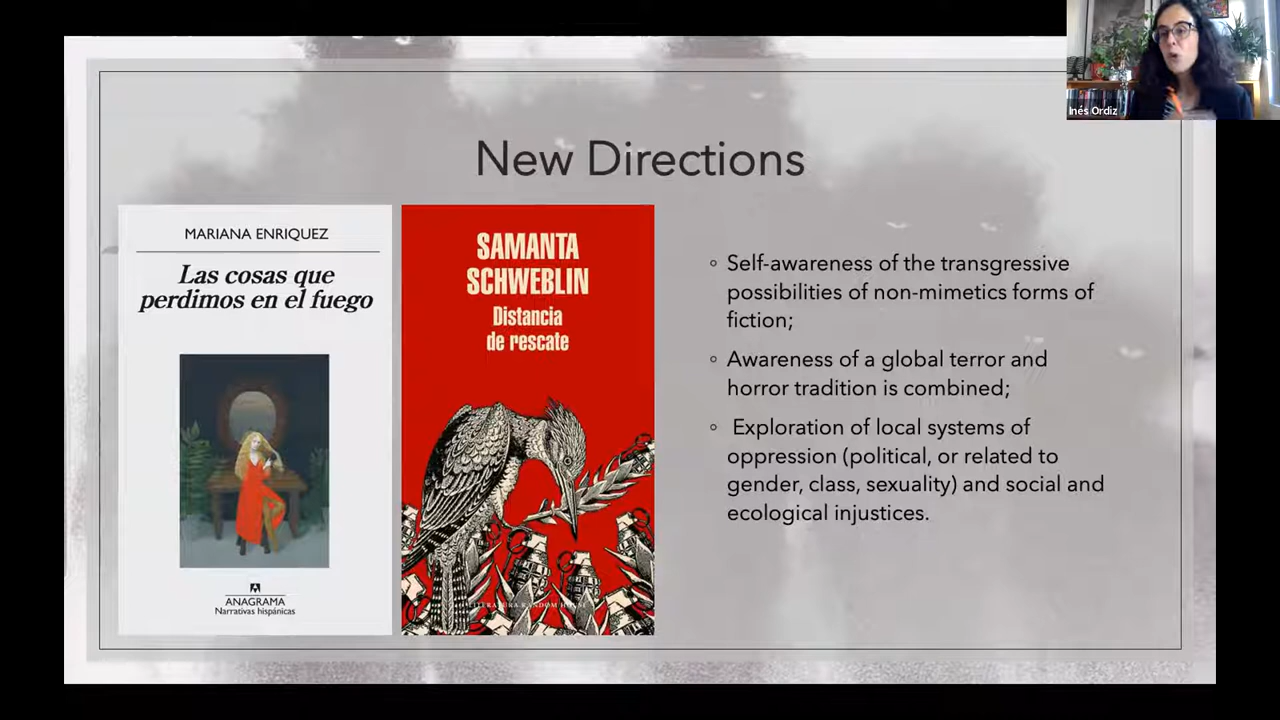 Inés Ordiz
New Directions
MARIANA ENRIQUEZ
Las cosas que
perdimos en el fuego
ANAGRAMA
Narrativas hispánicas
SAMANTA
SCHWEBLIN
Distancia
de rescate
LITERATURA RANDOM HOUSE
◦ Self-awareness of the transgressive
possibilities of non-mimetics forms of
fiction;
◦ Awareness of a global terror and
horror tradition is combined;
◦ Exploration of local systems of
oppression (political, or related to
gender, class, sexuality) and social and
ecological injustices.